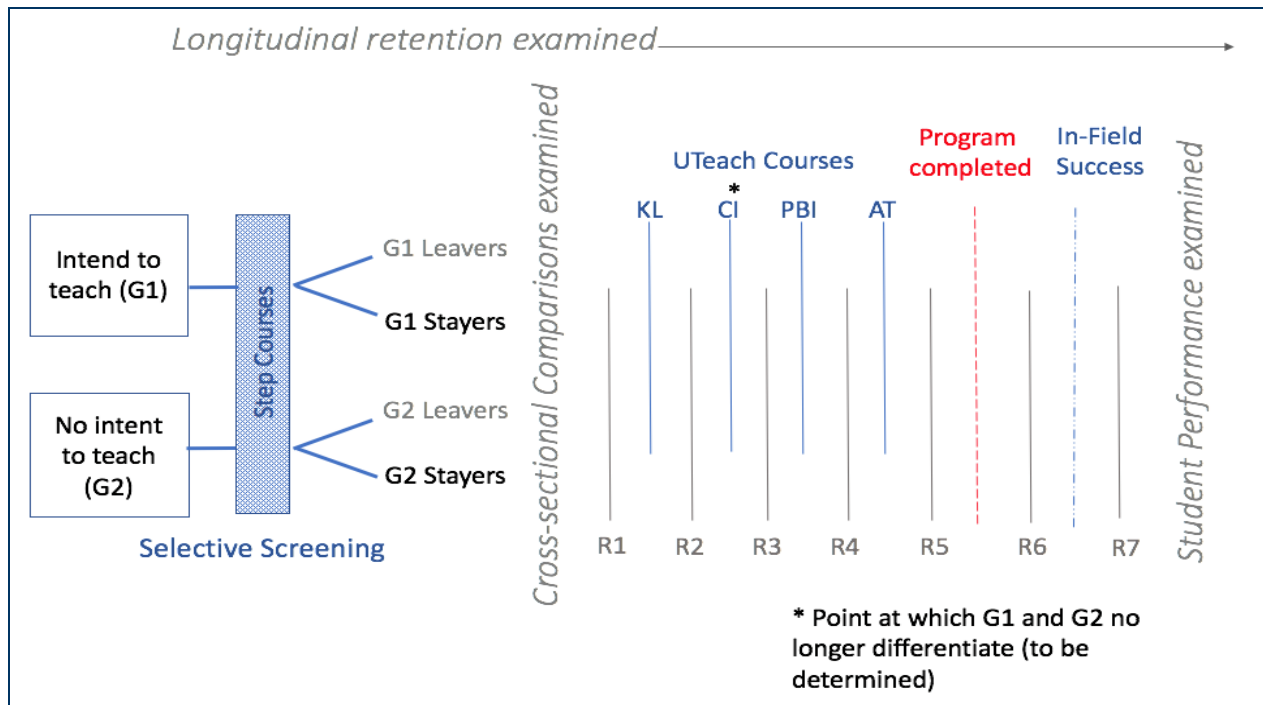 Longitudinal retention examined
Intend to
teach (G1)
No intent
to teach
(G2)
Step Courses
Selective Screening
G1 Leavers
G1 Stayers
G2 Leavers
G2 Stayers
Cross-sectional Comparisons examined
UTeach Courses
*
KL CI PBI AT
Program
completed
In-Field
Success
R1 R2 R3 R4 R5 R6 R7
Student Performance examined
* Point at which G1 and G2 no
longer differentiate (to be
determined)